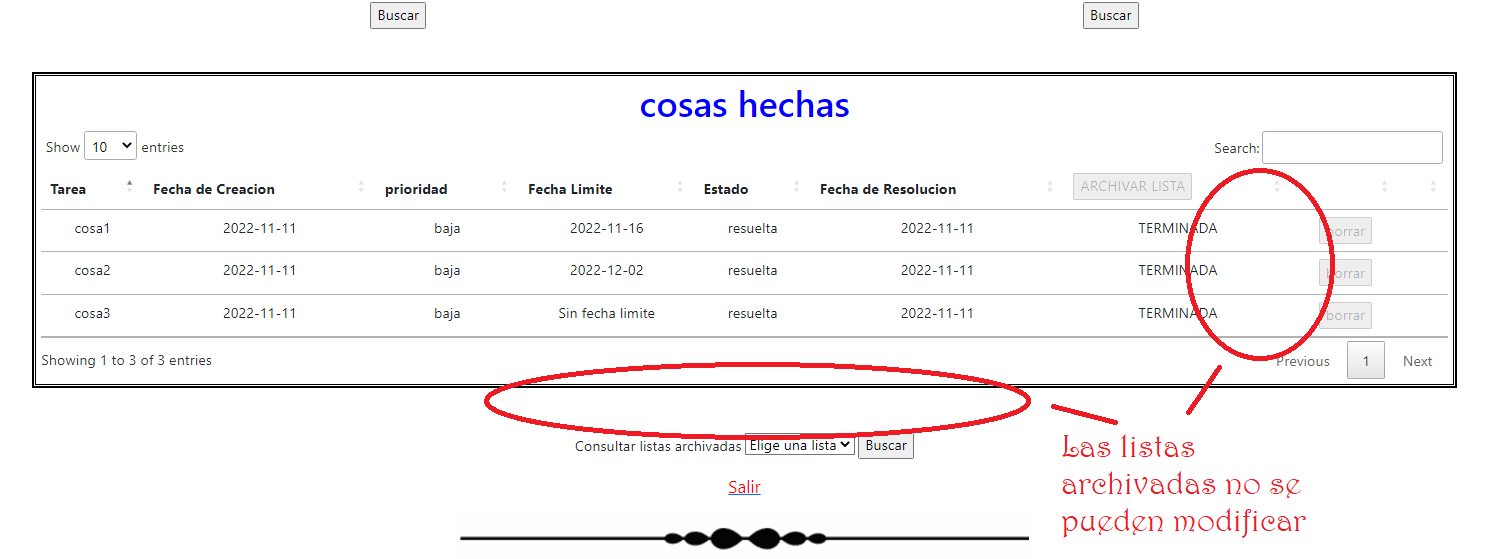 Buscar Buscar
cosas hechas
Show 10 entries Search:
Tarea Fecha de Creacion prioridad Fecha Limite Estado Fecha de Resolucion ARCHIVAR LISTA
cosa1 2022-11-11 baja 2022-11-16 resuelta 2022-11-11 TERMINADA borrar
cosa2 2022-11-11 baja 2022-12-02 resuelta 2022-11-11 TERMINADA borrar
cosa3 2022-11-11 baja Sin fecha limite resuelta 2022-11-11 TERMINADA borrar
Showing 1 to 3 of 3 entries Previous 1 Next
Consultar listas archivadas Elige una lista Buscar
Salir
Las listas
archivadas no se
pueden modificar